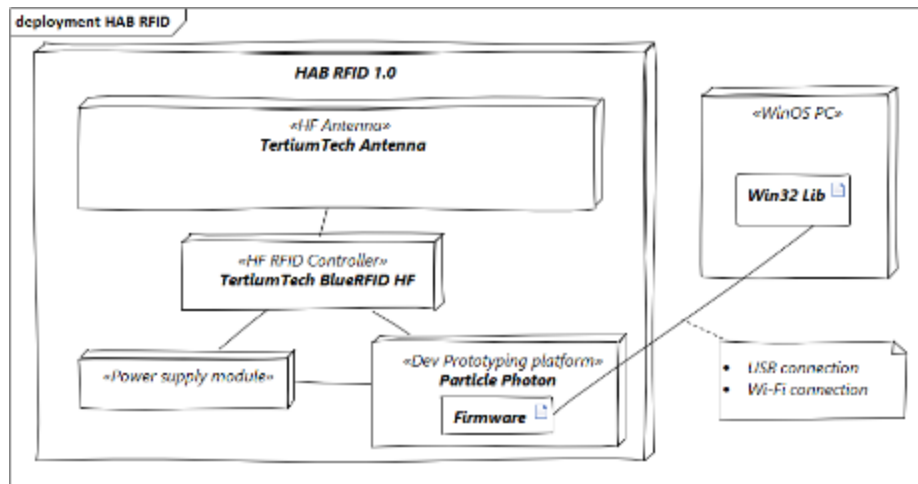 deployment HAB RFID
HAB RFID 1.0
«HF Antenna»
TertiumTech Antenna
«WinOS PC»
Win32 Lib
«HF RFID Controller»
TertiumTech BlueRFID HF
«Power supply module»
«Dev Prototyping platform»
Particle Photon
Firmware
• USB connection
• Wi-Fi connection